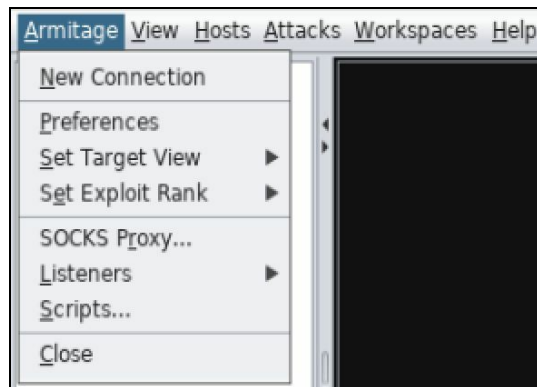 Armitage View Hosts Attacks Workspaces Help
New Connection
Preferences
Set Target View
Set Exploit Rank
SOCKS Proxy...
Listeners
Scripts...
Close